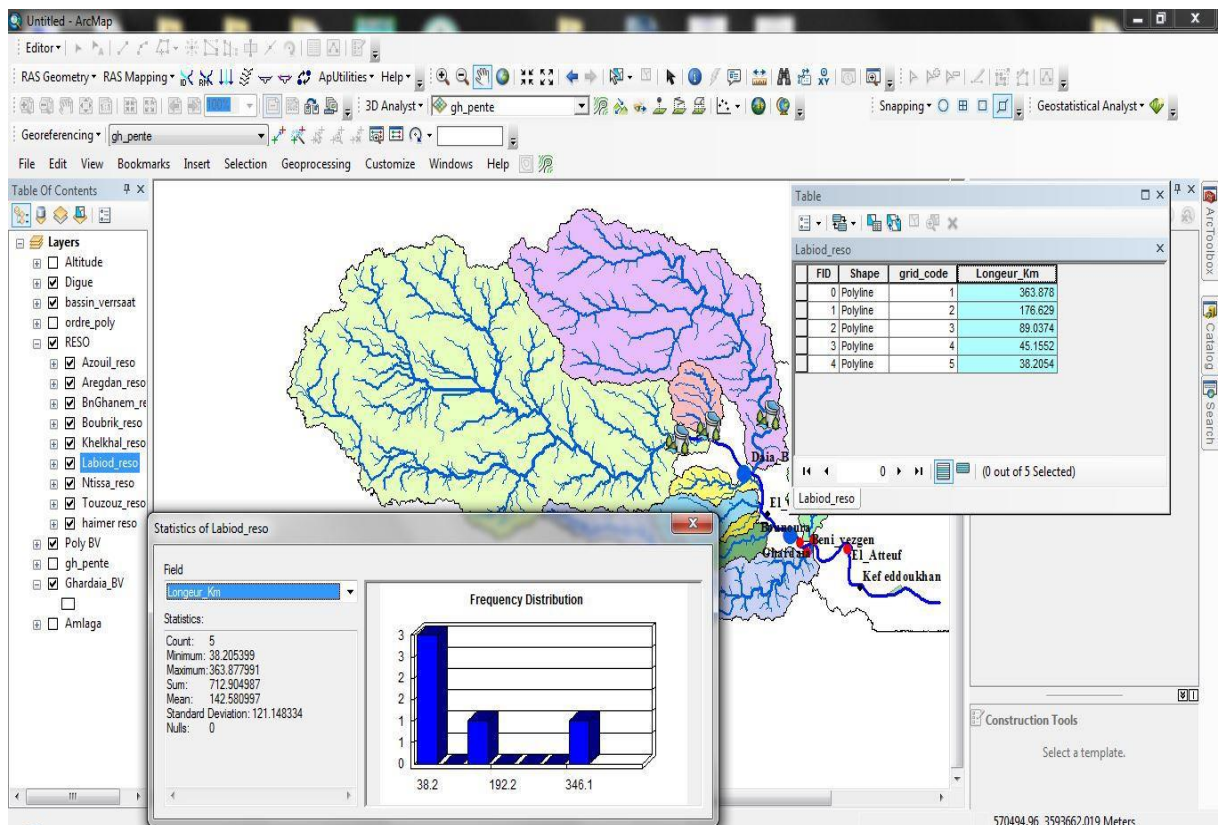 Untitled - ArcMap
Editor
RAS Geometry RAS Mapping ApUtilities Help
100% 3D Analyst gh_pente Snapping Geostatistical Analyst
Georeferencing gh_pente
File Edit View Bookmarks Insert Selection Geoprocessing Customize Windows Help
Table Of Contents
Layers
Altitude
Digue
bassin_verrsaat
ordre_poly
RESO
Azouil_reso
Aregdan_reso
BnGhanem_re
Boubrik_reso
Khelkhal_reso
Labiod_reso
Ntissa_reso
Touzouz_reso
haimer reso
Poly BV
gh_pente
Ghardaia_BV
Amlaga
Daia_B
El_
Bounoura
Beni_yezgen
Ghardaia
El_Atteuf
Kef eddoukhan
Table
Labiod_reso
FID Shape grid_code Longeur_Km
0 Polyline 1 363.878
1 Polyline 2 176.629
2 Polyline 3 89.0374
3 Polyline 4 45.1552
4 Polyline 5 38.2054
0 (0 out of 5 Selected)
Labiod_reso
ArcToolbox
Catalog
Search
Statistics of Labiod_reso
Field
Longeur_Km
Statistics:
Count: 5
Minimum: 38.205399
Maximum: 363.877991
Sum: 712.904987
Mean: 142.580997
Standard Deviation: 121.148334
Nulls: 0
Frequency Distribution
3
3
2
2
1
1
0
38.2 192.2 346.1
Construction Tools
Select a template.
570494.96 3593662.019 Meters